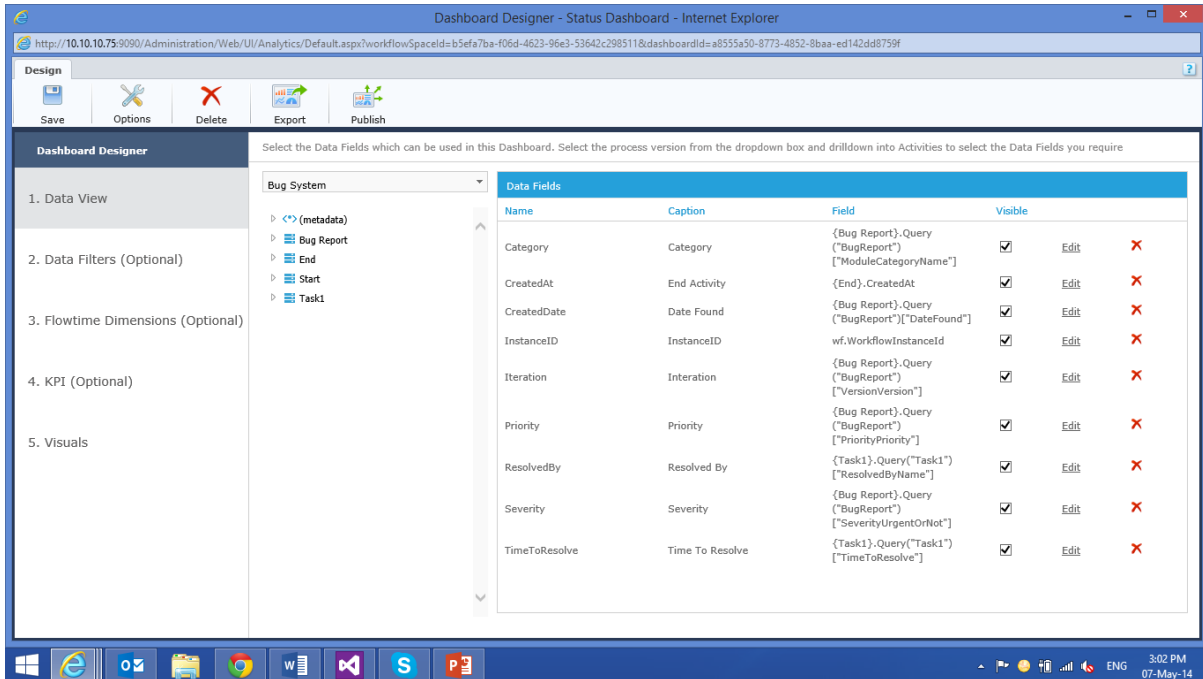 Dashboard Designer - Status Dashboard - Internet Explorer
http://10.10.10.75:9090/Administration/Web/UI/Analytics/Default.aspx?workflowSpaceId=b5efa7ba-f06d-4623-96e3-53642c298511&dashboardId=a8555a50-8773-4852-8baa-ed142dd8759f
Design
Save Options Delete Export Publish
Dashboard Designer
Select the Data Fields which can be used in this Dashboard. Select the process version from the dropdown box and drilldown into Activities to select the Data Fields you require
1. Data View
2. Data Filters (Optional)
3. Flowtime Dimensions (Optional)
4. KPI (Optional)
5. Visuals
Bug System
(metadata)
Bug Report
End
Start
Task1
Data Fields
Name Caption Field Visible
Category Category {Bug Report}.Query
("BugReport")
["ModuleCategoryName"] Edit
CreatedAt End Activity {End}.CreatedAt Edit
CreatedDate Date Found {Bug Report}.Query
("BugReport")["DateFound"] Edit
InstanceID InstanceID wf.WorkflowInstanceId Edit
Iteration Interation {Bug Report}.Query
("BugReport")
["VersionVersion"] Edit
Priority Priority {Bug Report}.Query
("BugReport")
["PriorityPriority"] Edit
ResolvedBy Resolved By {Task1}.Query("Task1")
["ResolvedByName"] Edit
Severity Severity {Bug Report}.Query
("BugReport")
["SeverityUrgentOrNot"] Edit
TimeToResolve Time To Resolve {Task1}.Query("Task1")
["TimeToResolve"] Edit
ENG
3:02 PM
07-May-14